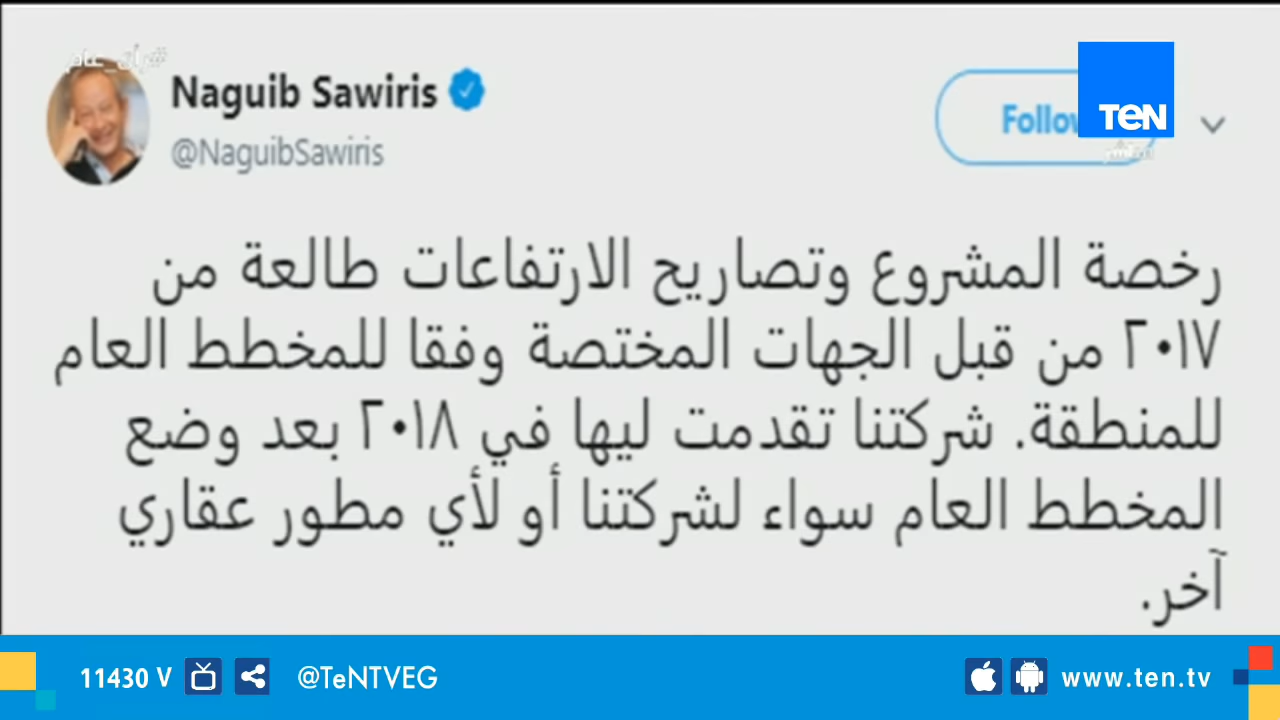 #رأي_عام
Naguib Sawiris
@NaguibSawiris
Follow
TeN
رخصة المشروع وتصاريح الارتفاعات طالعة من
٢٠١٧ من قبل الجهات المختصة وفقا للمخطط العام
للمنطقة. شركتنا تقدمت ليها في ٢٠١٨ بعد وضع
المخطط العام سواء لشركتنا أو لأي مطور عقاري
آخر.
11430 V
@TeNTVEG
www.ten.tv